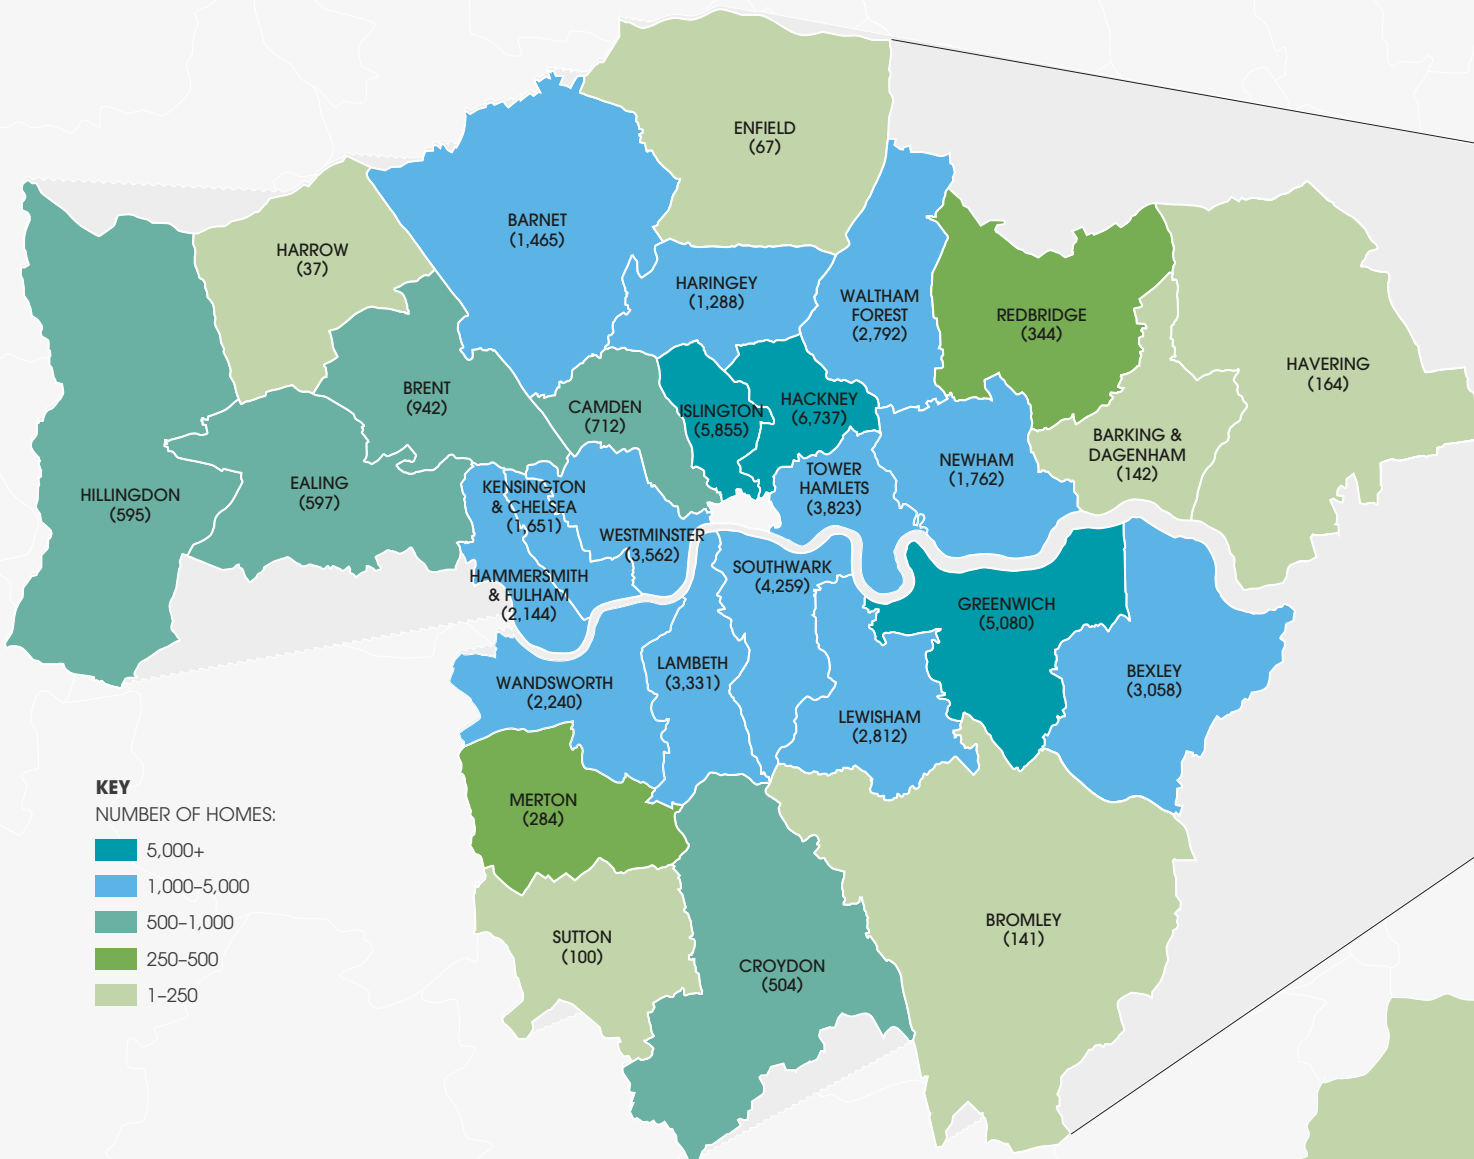 ENFIELD
(67)
BARNET
(1,465)
HARROW
(37)
HARINGEY
(1,288)
WALTHAM
FOREST
(2,792)
REDBRIDGE
(344)
HAVERING
(164)
BRENT
(942)
CAMDEN
(712)
ISLINGTON
(5,855)
HACKNEY
(6,737)
BARKING &
DAGENHAM
(142)
HILLINGDON
(595)
EALING
(597)
KENSINGTON
& CHELSEA
(1,651)
TOWER
HAMLETS
(3,823)
NEWHAM
(1,762)
WESTMINSTER
(3,562)
HAMMERSMITH
& FULHAM
(2,144)
SOUTHWARK
(4,259)
GREENWICH
(5,080)
WANDSWORTH
(2,240)
LAMBETH
(3,331)
BEXLEY
(3,058)
LEWISHAM
(2,812)
MERTON
(284)
SUTTON
(100)
CROYDON
(504)
BROMLEY
(141)
KEY
NUMBER OF HOMES:
5,000+
1,000–5,000
500–1,000
250–500
1–250